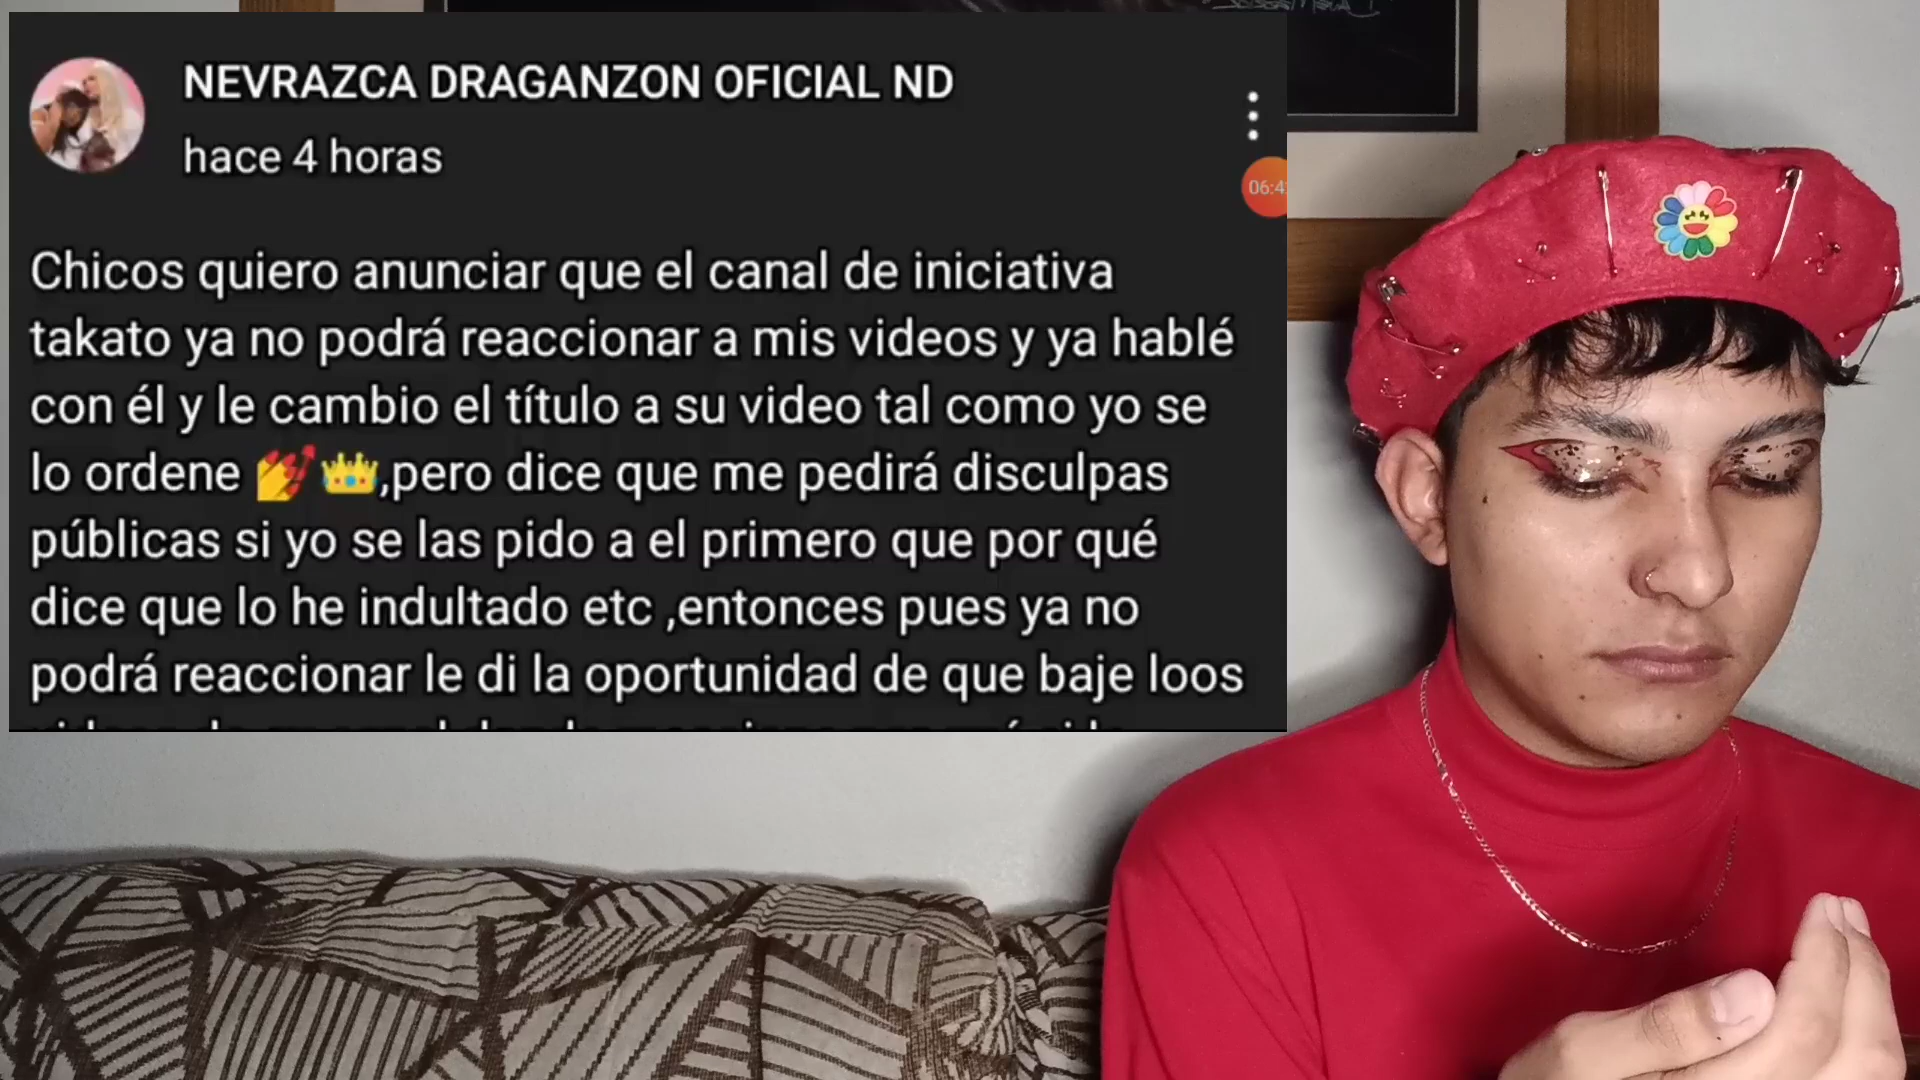 NEVRAZCA DRAGANZON OFICIAL ND
hace 4 horas
06:4
Chicos quiero anunciar que el canal de iniciativa
takato ya no podrá reaccionar a mis videos y ya hablé
con él y le cambio el título a su video tal como yo se
lo ordene 💅👑,pero dice que me pedirá disculpas
públicas si yo se las pido a el primero que por qué
dice que lo he indultado etc ,entonces pues ya no
podrá reaccionar le di la oportunidad de que baje loos